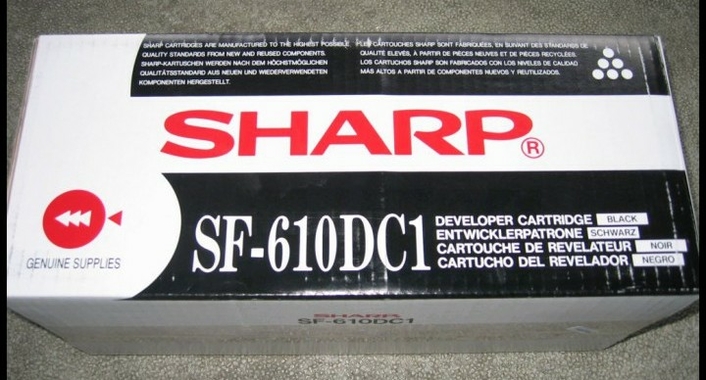 SHARP CARTRIDGES ARE MANUFACTURED TO THE HIGHEST POSSIBLE
QUALITY STANDARDS FROM NEW AND REUSED COMPONENTS.
SHARP-KARTUSCHEN WERDEN NACH DEM HÖCHSTMÖGLICHEN
QUALITÄTSSTANDARD AUS NEUEN UND WIEDERVERWENDETEN
KOMPONENTEN HERGESTELLT.
LES CARTOUCHES SHARP SONT FABRIQUÉES, EN SUIVANT DES STANDARDS DE
QUALITÉ ELEVÉS, À PARTIR DE PIÈCES NEUVES ET DE PIÈCES RECYCLÉES.
LOS CARTUCHOS SHARP SON FABRICADOS CON LOS NIVELES DE CALIDAD
MÁS ALTOS A PARTIR DE COMPONENTES NUEVOS Y REUTILIZADOS.
SHARP®
GENUINE SUPPLIES
SF-610DC1
DEVELOPER CARTRIDGE BLACK
ENTWICKLERPATRONE SCHWARZ
CARTOUCHE DE REVELATEUR NOIR
CARTUCHO DEL REVELADOR NEGRO
SHARP
SF-610DC1